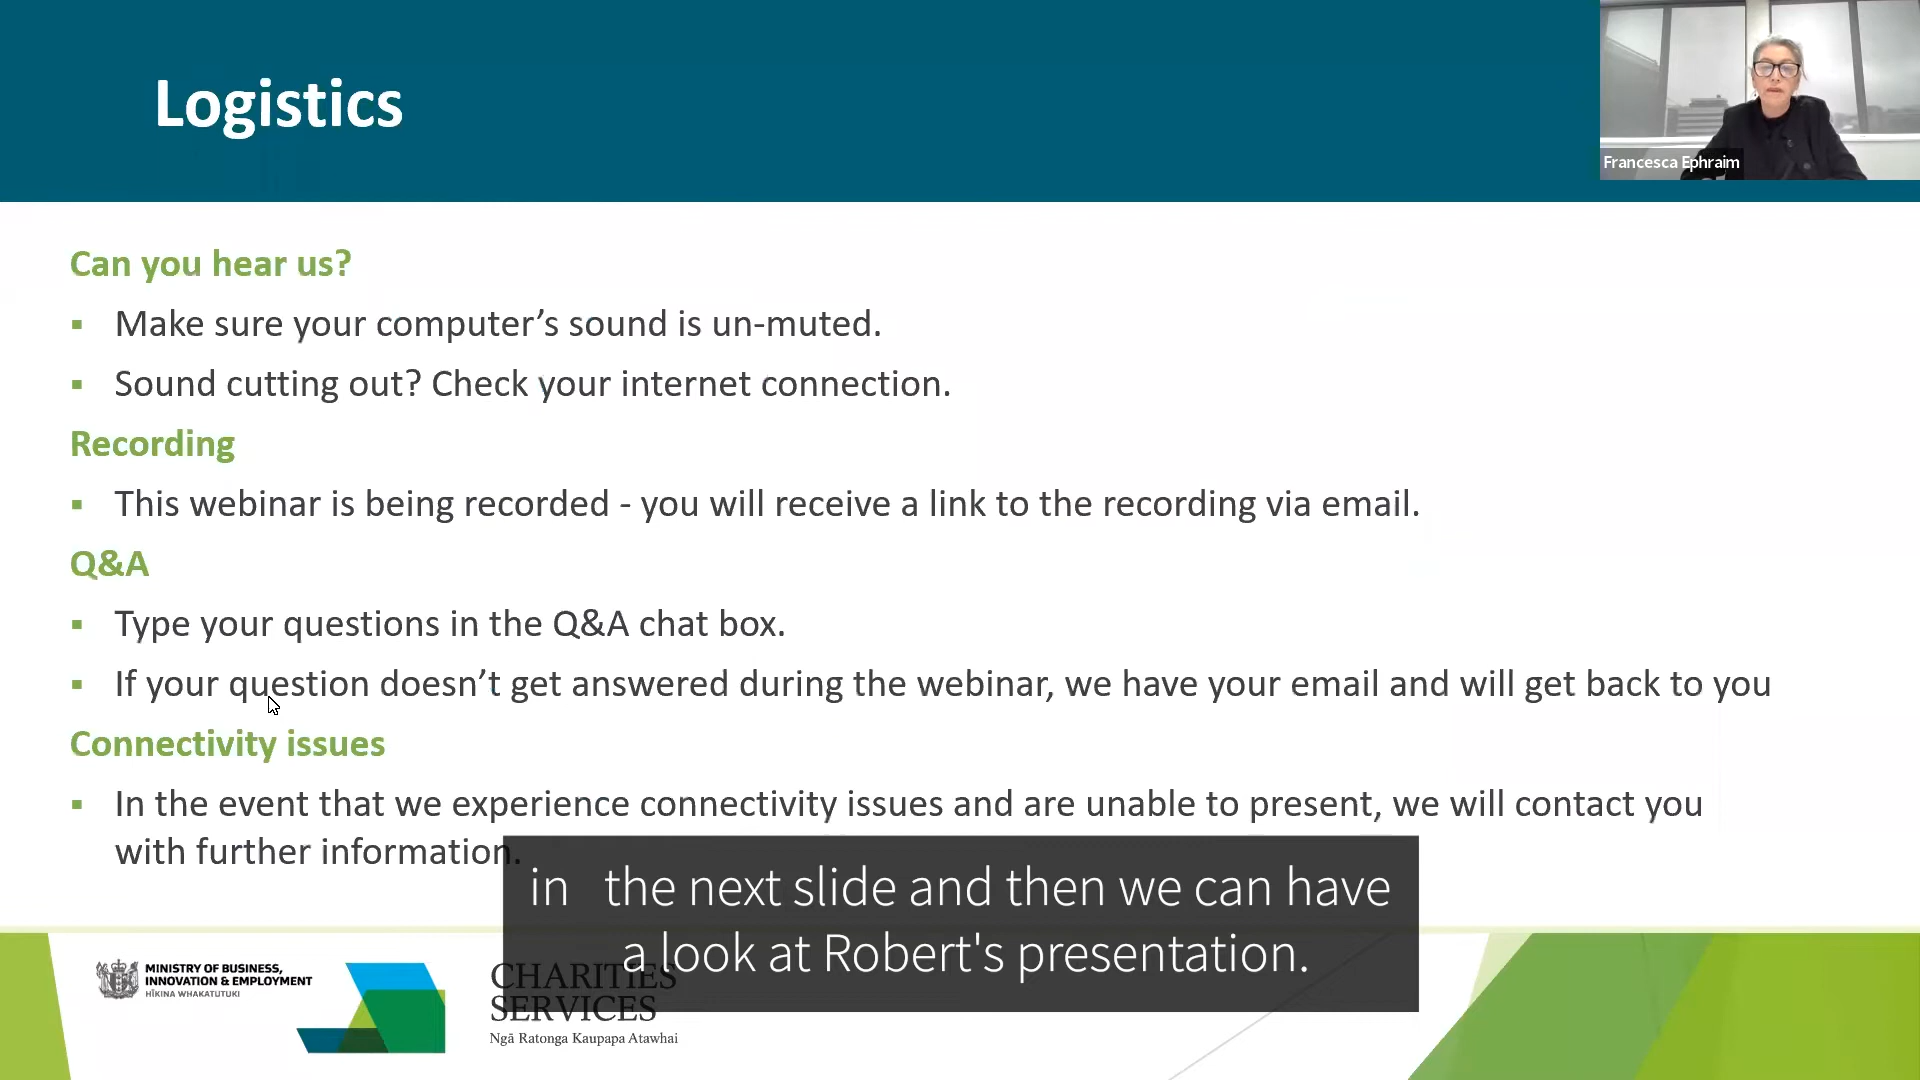 Logistics
Francesca Ephraim
Can you hear us?
▪ Make sure your computer’s sound is un-muted.
▪ Sound cutting out? Check your internet connection.
Recording
▪ This webinar is being recorded - you will receive a link to the recording via email.
Q&A
▪ Type your questions in the Q&A chat box.
▪ If your question doesn’t get answered during the webinar, we have your email and will get back to you
Connectivity issues
▪ In the event that we experience connectivity issues and are unable to present, we will contact you
with further information.
in the next slide and then we can have
a look at Robert's presentation.
MINISTRY OF BUSINESS,
INNOVATION & EMPLOYMENT
HĪKINA WHAKATUTUKI
CHARITIES
SERVICES
Ngā Ratonga Kaupapa Atawhai